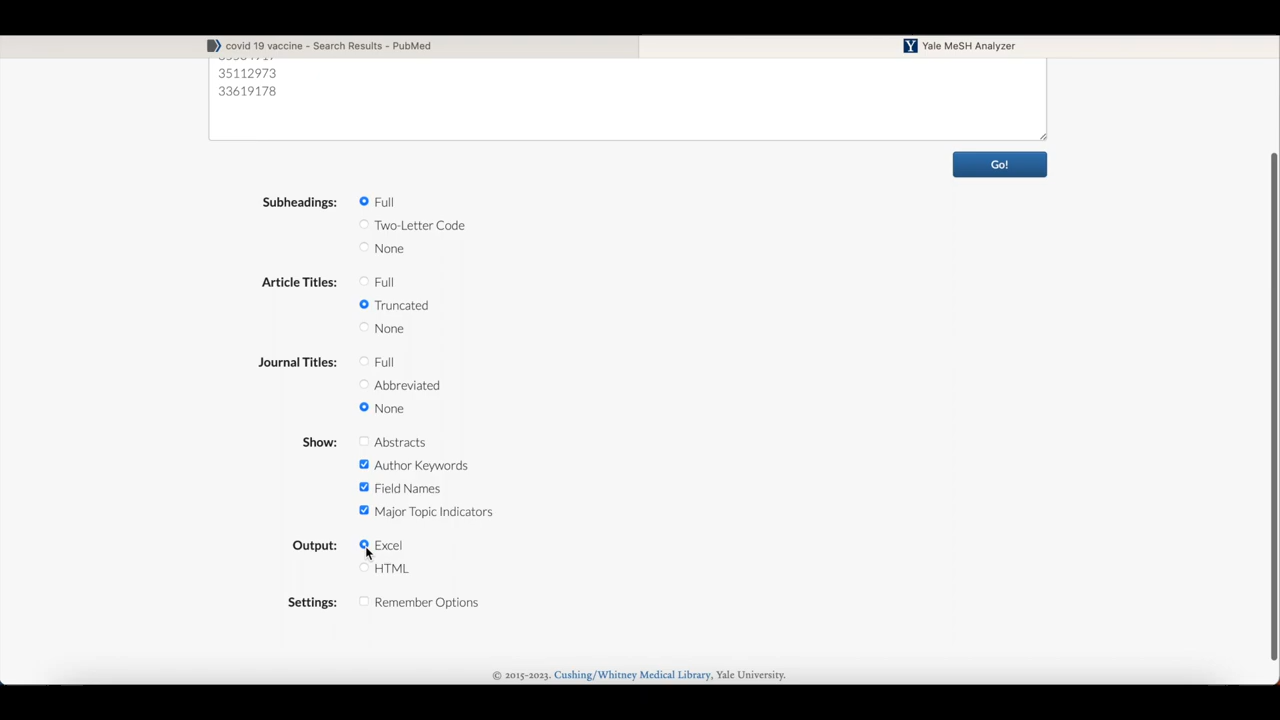 covid 19 vaccine - Search Results - PubMed
Yale MeSH Analyzer
35112973
33619178
Go!
Subheadings:
Full
Two-Letter Code
None
Article Titles:
Full
Truncated
None
Journal Titles:
Full
Abbreviated
None
Show:
Abstracts
Author Keywords
Field Names
Major Topic Indicators
Output:
Excel
HTML
Settings:
Remember Options
© 2015-2023. Cushing/Whitney Medical Library, Yale University.